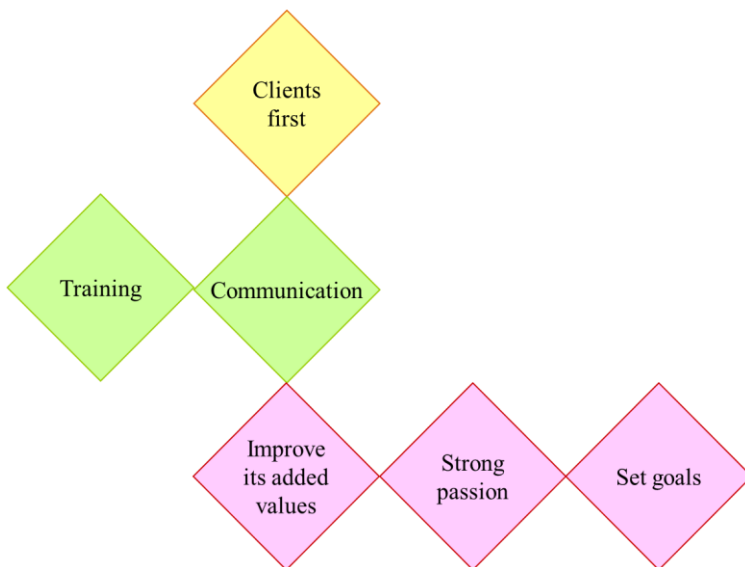 Clients
first
Training
Communication
Improve
its added
values
Strong
passion
Set goals